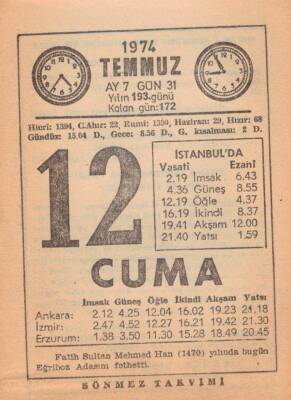 1974
TEMMUZ
AY 7 GÜN 31
Yılın 193.günü
Kalan gün:172
Hicri: 1394, C.Ahır: 22, Rumi: 1390, Haziran: 29, Hızır: 68
Gündüz: 15.04 D., Gece: 8.56 D., G. kısalması: 2 D.
12
İSTANBUL'DA
Vasati Ezani
2.19 İmsak 6.43
4.36 Güneş 8.55
12.19 Öğle 4.37
16.19 İkindi 8.37
19.41 Akşam 12.00
21.40 Yatsı 1.59
CUMA
İmsak Güneş Öğle İkindi Akşam Yatsı
Ankara: 2.12 4.25 12.04 16.02 19.23 21.18
İzmir: 2.47 4.52 12.27 16.21 19.42 21.30
Erzurum: 1.38 3.50 11.30 15.28 18.49 20.45
Fatih Sultan Mehmed Han (1470) yılında bugün
Eğriboz Adasını fethetti.
SÖNMEZ TAKVİMİ